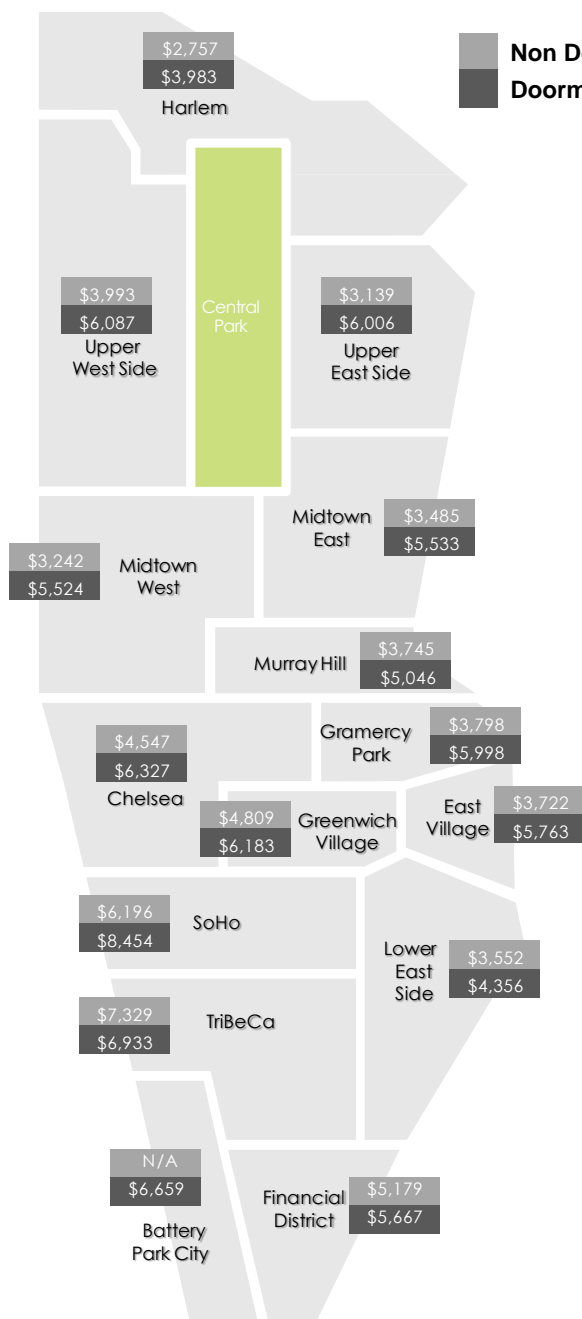 $2,757
$3,983
Harlem
Non D
Doorm
$3,993
$6,087
Upper
West Side
Central
Park
$3,139
$6,006
Upper
East Side
Midtown
East
$3,485
$5,533
$3,242
$5,524
Midtown
West
Murray Hill
$3,745
$5,046
$4,547
$6,327
Chelsea
Gramercy
Park
$3,798
$5,998
$4,809
$6,183
Greenwich
Village
East
Village
$3,722
$5,763
$6,196
$8,454
SoHo
Lower
East
Side
$3,552
$4,356
$7,329
$6,933
TriBeCa
N/A
$6,659
Battery
Park City
Financial
District
$5,179
$5,667